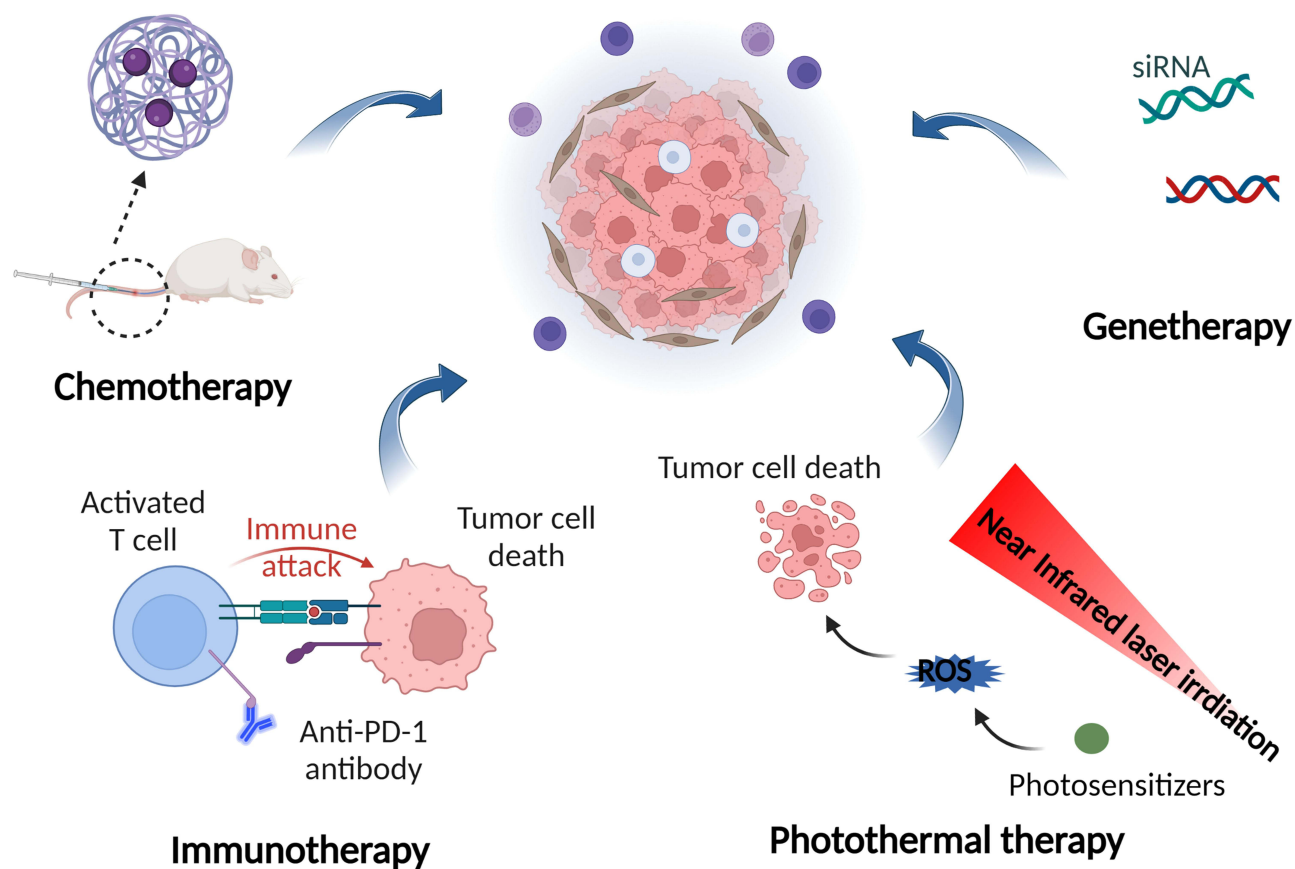 siRNA
Genetherapy
Chemotherapy
Activated
T cell
Immune
attack
Tumor cell
death
Anti-PD-1
antibody
Immunotherapy
Tumor cell death
Near Infrared laser irrdiation
ROS
Photosensitizers
Photothermal therapy